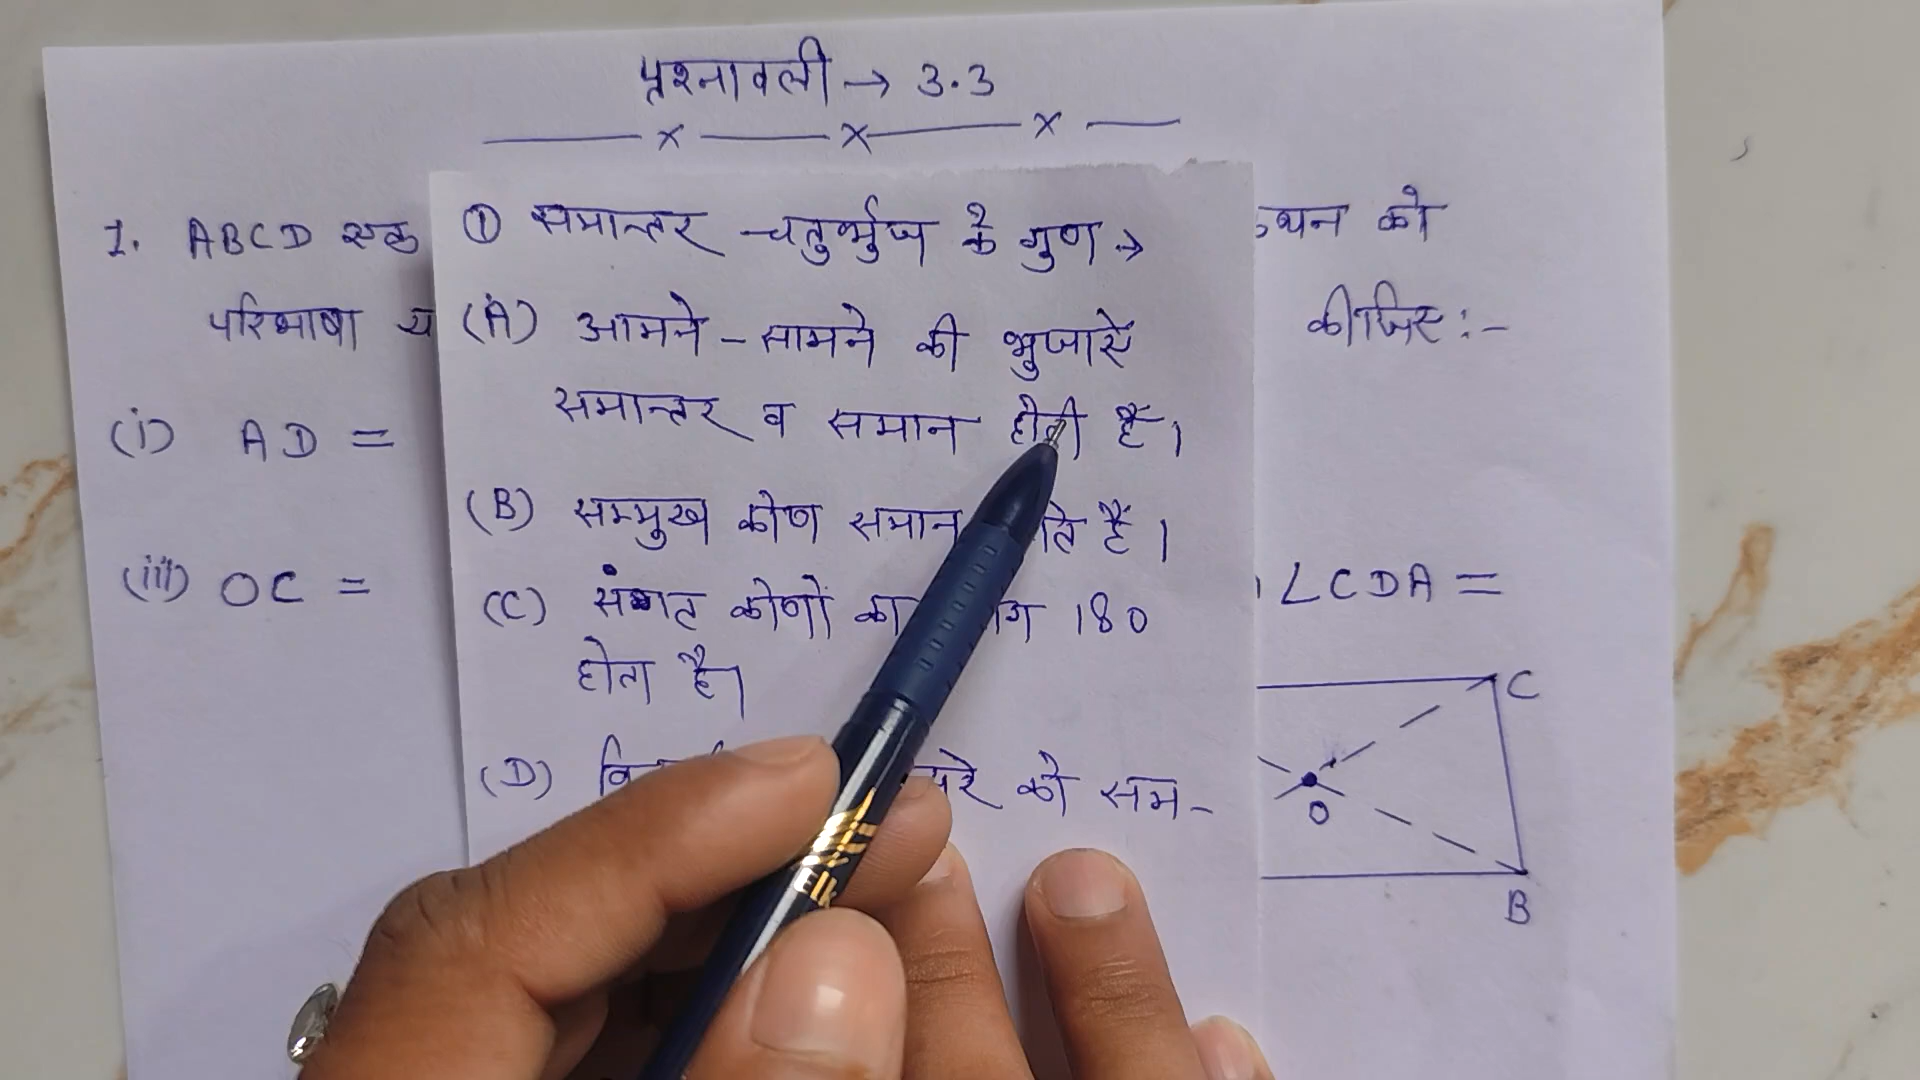 प्रश्नावली → 3.3
1. ABCD एक
कथन को
परिभाषा
कीजिए :-
(i) AD =
(iii) OC =
∠CDA =
C
O
B
① समान्तर चतुर्भुज के गुण →
(A) आमने - सामने की भुजाएँ
समान्तर व समान होती हैं।
(B) सम्मुख कोण समान हैं।
(C) संगत कोणों का 180
होता है।
(D) को सम-
Elk